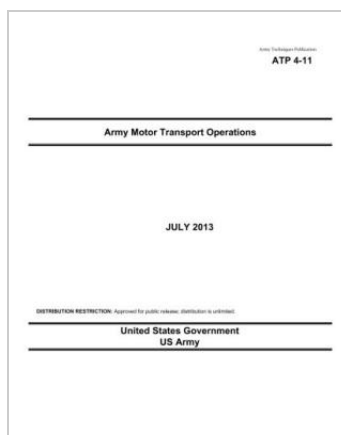 Army Techniques Publication
ATP 4-11
Army Motor Transport Operations
JULY 2013
DISTRIBUTION RESTRICTION: Approved for public release; distribution is unlimited.
United States Government
US Army